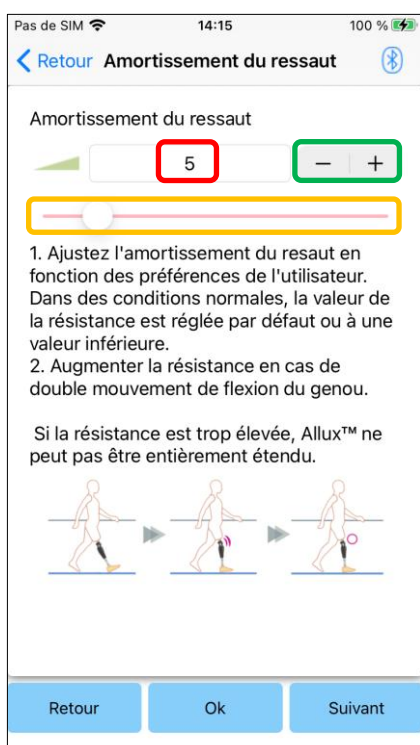 Pas de SIM 14:15 100 %
Retour Amortissement du ressaut
Amortissement du ressaut
5 − +
1. Ajustez l'amortissement du resaut en
fonction des préférences de l'utilisateur.
Dans des conditions normales, la valeur de
la résistance est réglée par défaut ou à une
valeur inférieure.
2. Augmenter la résistance en cas de
double mouvement de flexion du genou.
Si la résistance est trop élevée, Allux™ ne
peut pas être entièrement étendu.
Retour Ok Suivant